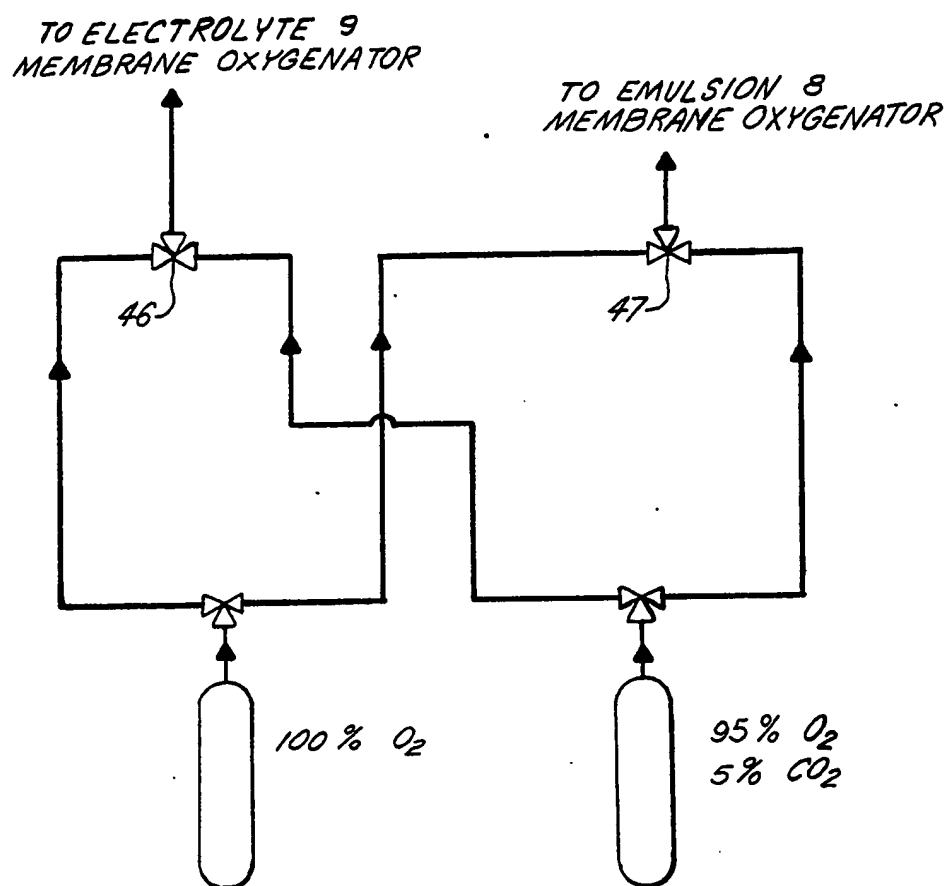 TO ELECTROLYTE 9
MEMBRANE OXYGENATOR
TO EMULSION 8
MEMBRANE OXYGENATOR
46
47
100% O₂
95% O₂
5% CO₂